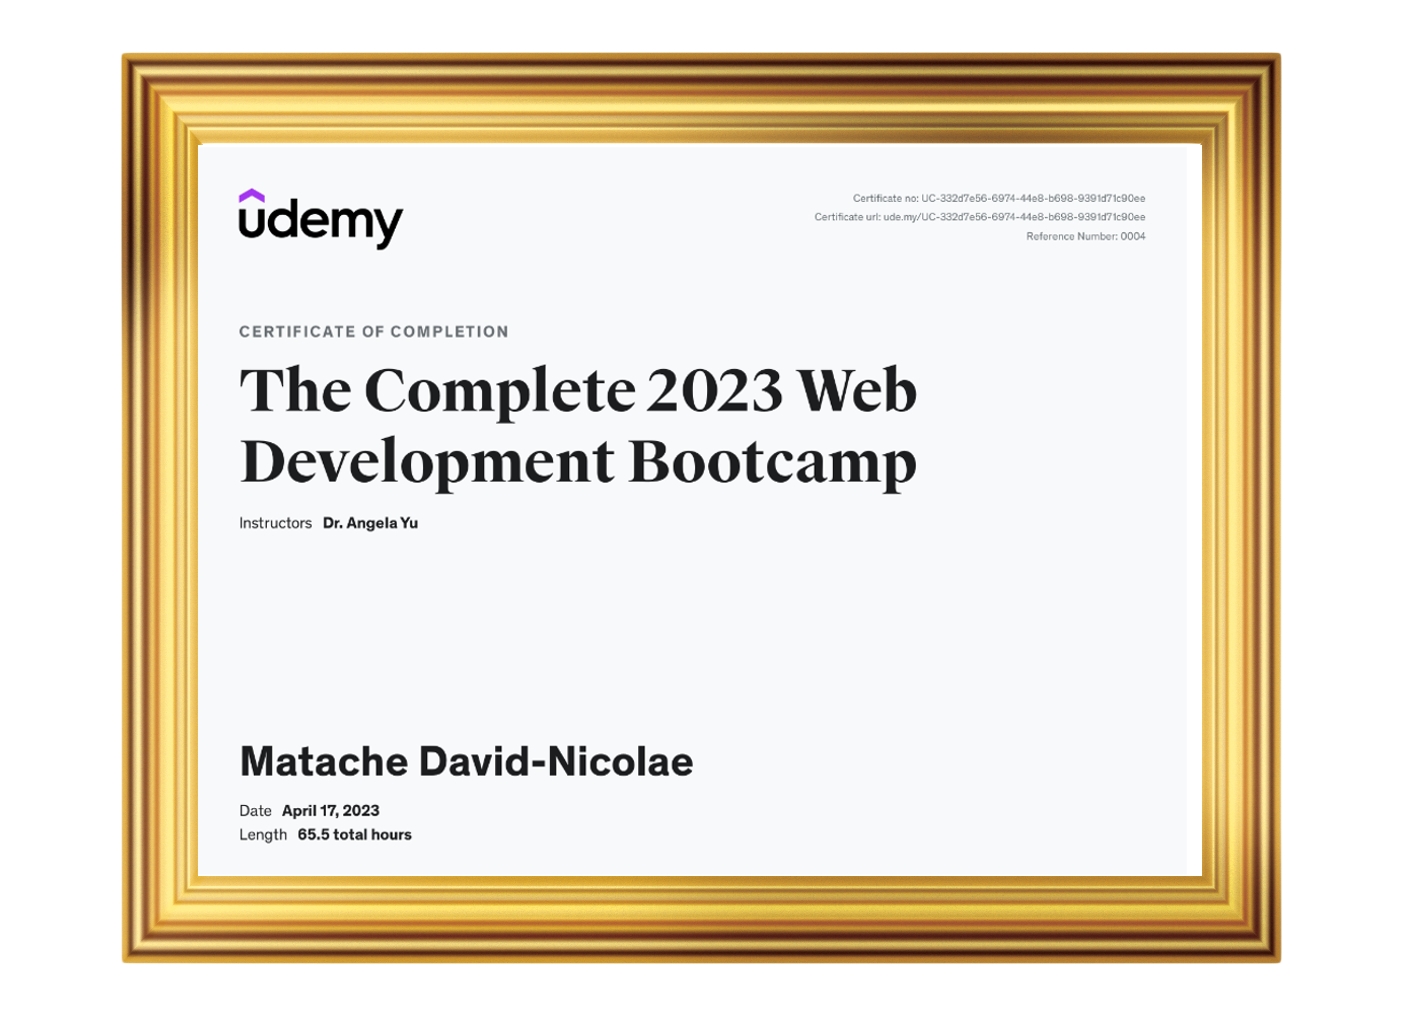 udemy
Certificate no: UC-332d7e56-6974-44e8-b698-9391d71c90ee
Certificate url: ude.my/UC-332d7e56-6974-44e8-b698-9391d71c90ee
Reference Number: 0004
CERTIFICATE OF COMPLETION
The Complete 2023 Web
Development Bootcamp
Instructors Dr. Angela Yu
Matache David-Nicolae
Date April 17, 2023
Length 65.5 total hours